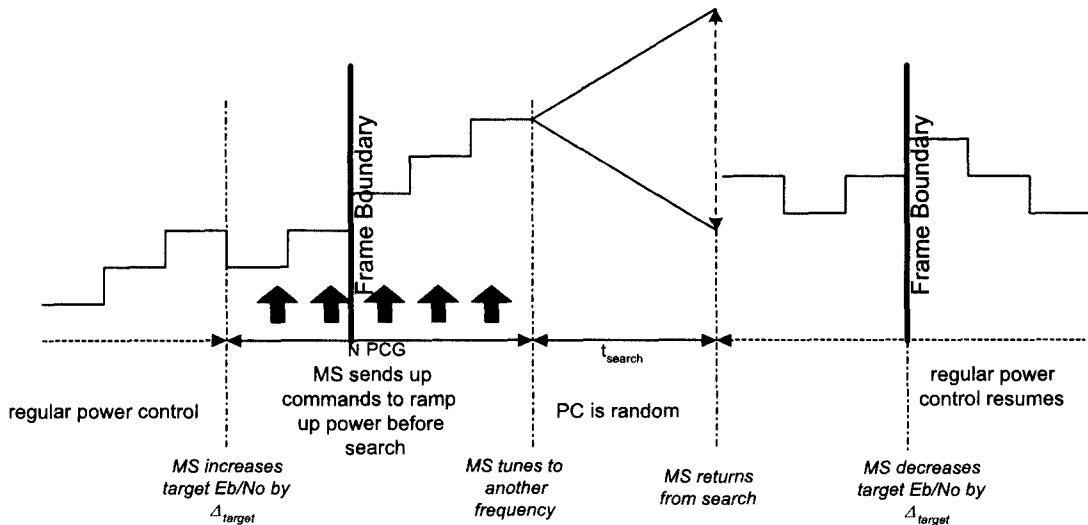 Frame Boundary
Frame Boundary
N PCG
t_search
regular power control
MS sends up
commands to ramp
up power before
search
PC is random
regular power
control resumes
MS increases
target Eb/No by
Δ_target
MS tunes to
another
frequency
MS returns
from search
MS decreases
target Eb/No by
Δ_target